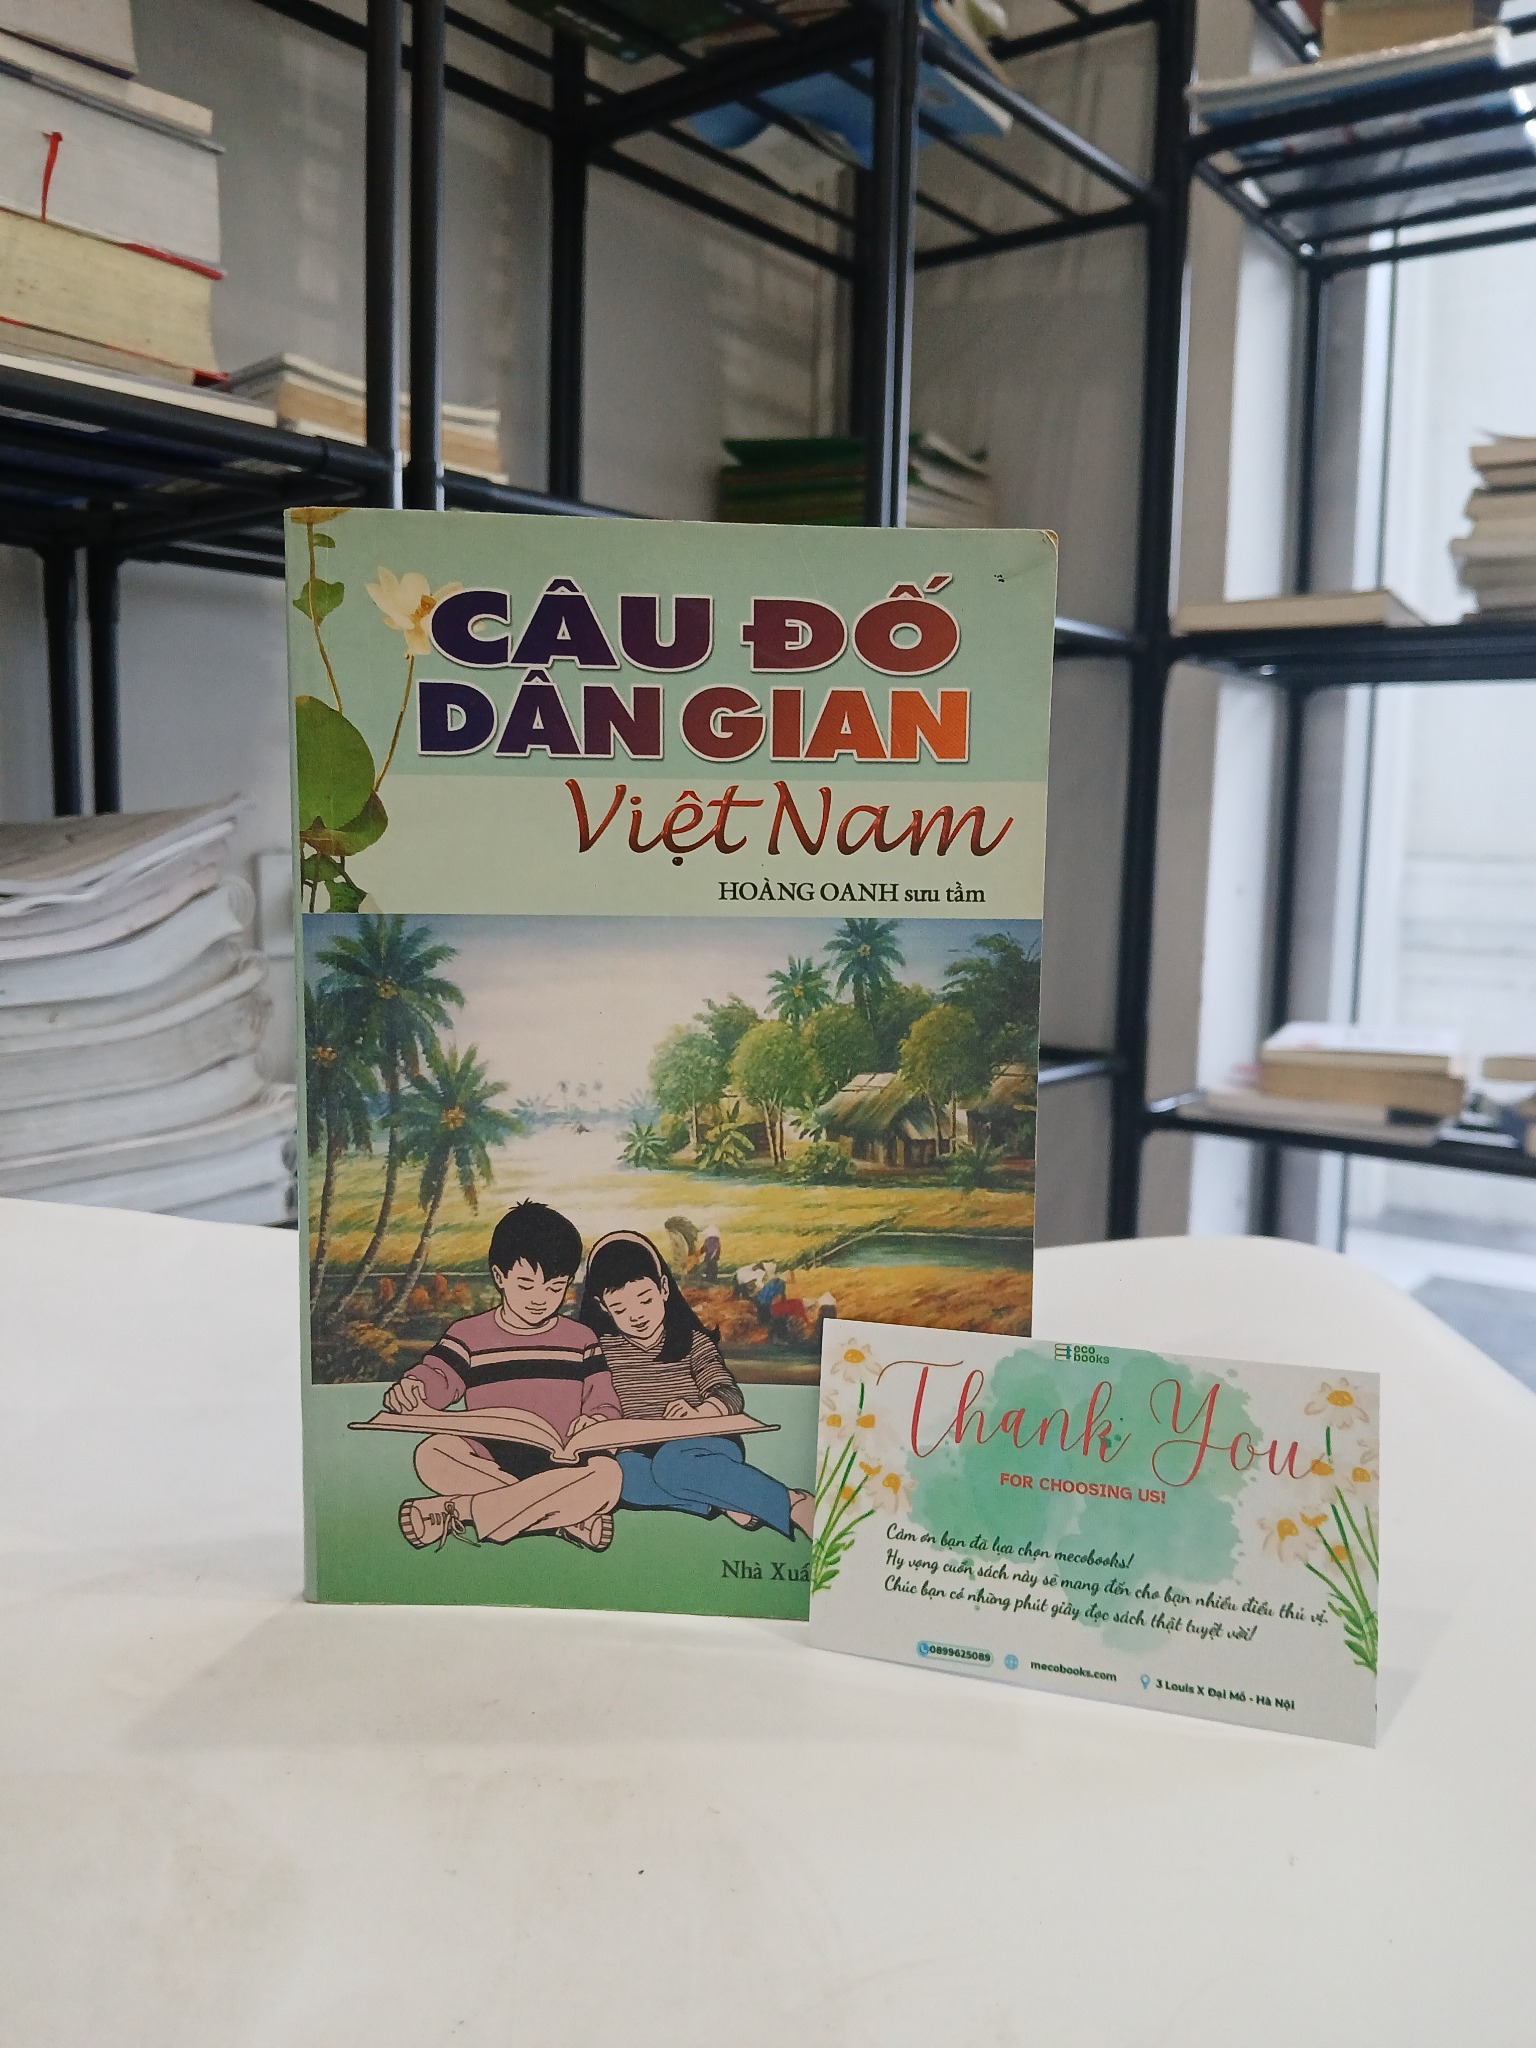 CÂU ĐỐ
DÂN GIAN
Việt Nam
HOÀNG OANH sưu tầm
Nhà Xuấ
eco
books
Thank You
FOR CHOOSING US!
Cảm ơn bạn đã lựa chọn mecobooks!
Hy vọng cuốn sách này sẽ mang đến cho bạn nhiều điều thú vị.
Chúc bạn có những phút giây đọc sách thật tuyệt vời!
0899625089 mecobooks.com 3 Louis X Đại Mỗ - Hà Nội